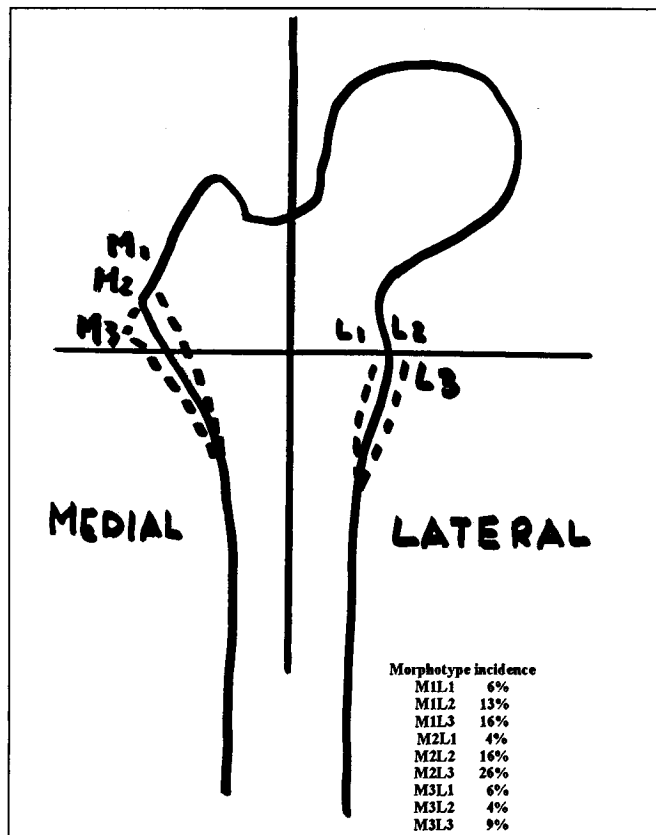 M1
M2
M3
L1 L2
L3
MEDIAL
LATERAL
Morphotype incidence
M1L1 6%
M1L2 13%
M1L3 16%
M2L1 4%
M2L2 16%
M2L3 26%
M3L1 6%
M3L2 4%
M3L3 9%